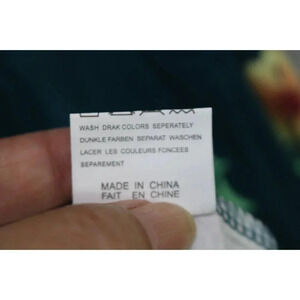 WASH DRAK COLORS SEPERATELY
DUNKLE FARBEN SEPARAT WASCHEN
LACER LES COULEURS FONCEES
SEPAREMENT
MADE IN CHINA
FAIT EN CHINE